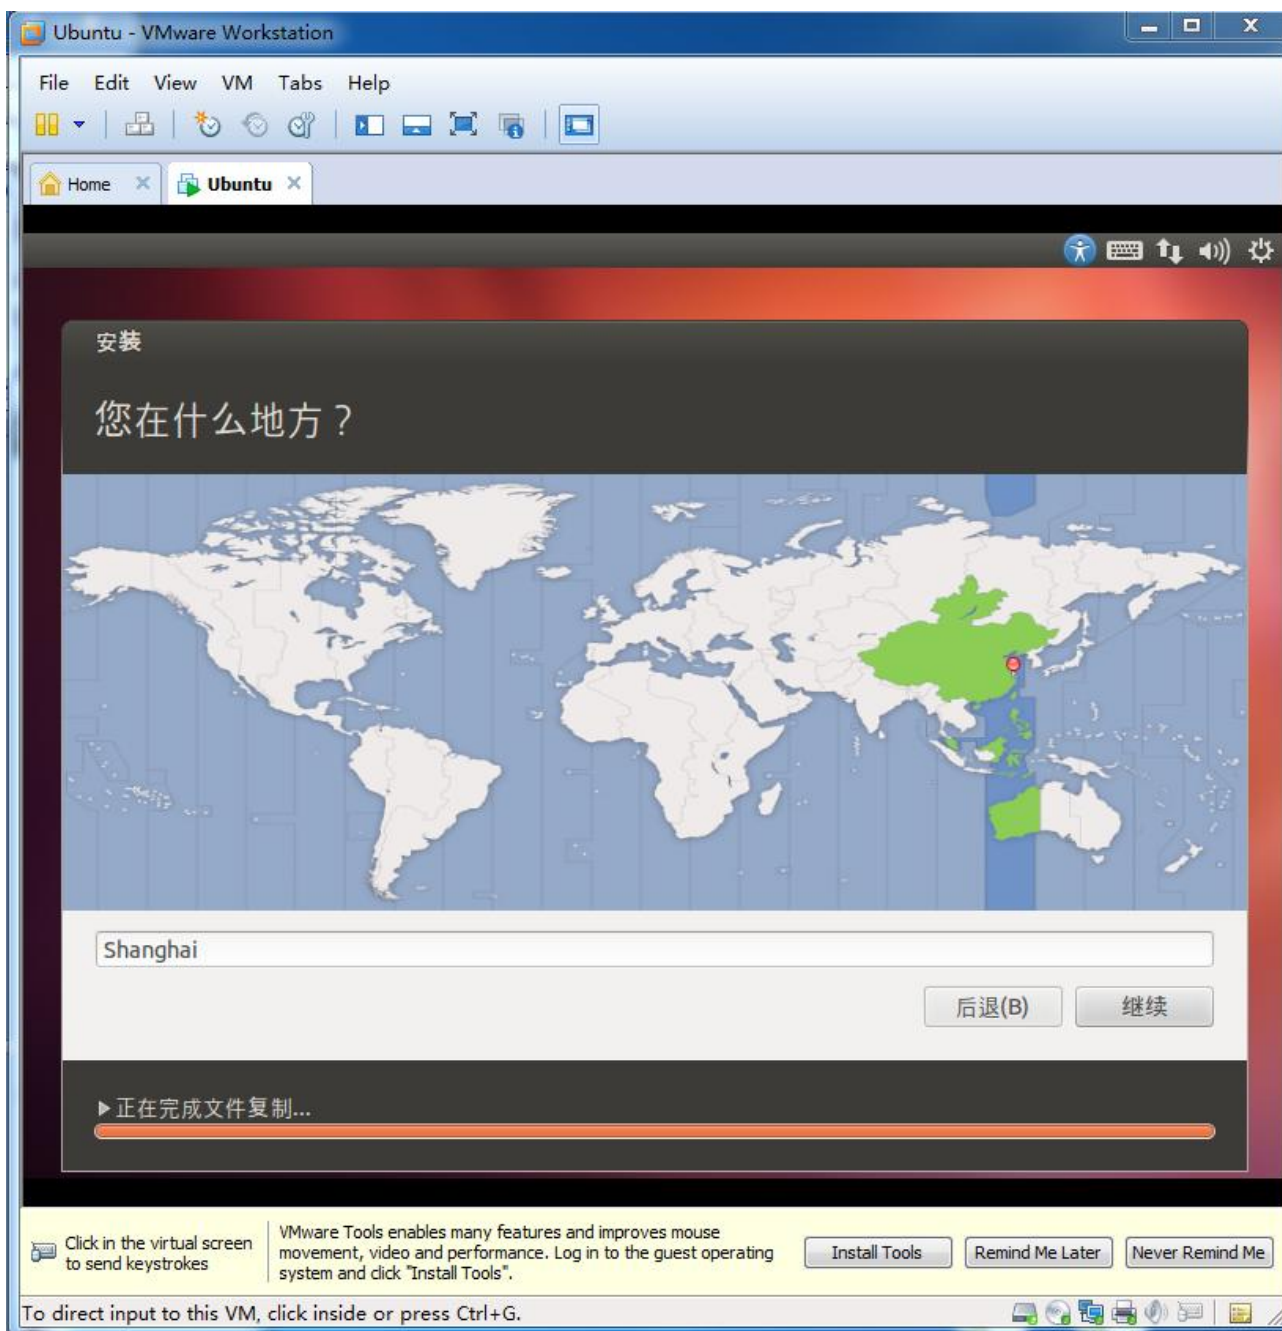 Ubuntu - VMware Workstation
File Edit View VM Tabs Help
Home Ubuntu
安装
您在什么地方？
Shanghai
后退(B) 继续
正在完成文件复制...
Click in the virtual screen
to send keystrokes
VMware Tools enables many features and improves mouse
movement, video and performance. Log in to the guest operating
system and click "Install Tools".
Install Tools Remind Me Later Never Remind Me
To direct input to this VM, click inside or press Ctrl+G.